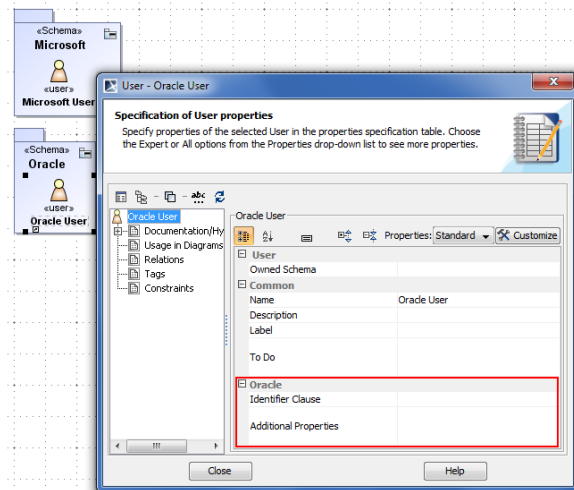 «Schema»
Microsoft
«user»
Microsoft User
«Schema»
Oracle
«user»
Oracle User
User - Oracle User
Specification of User properties
Specify properties of the selected User in the properties specification table. Choose
the Expert or All options from the Properties drop-down list to see more properties.
Oracle User
Documentation/Hy
Usage in Diagrams
Relations
Tags
Constraints
Oracle User
Properties: Standard Customize
User
Owned Schema
Common
Name Oracle User
Description
Label
To Do
Oracle
Identifier Clause
Additional Properties
Close Help